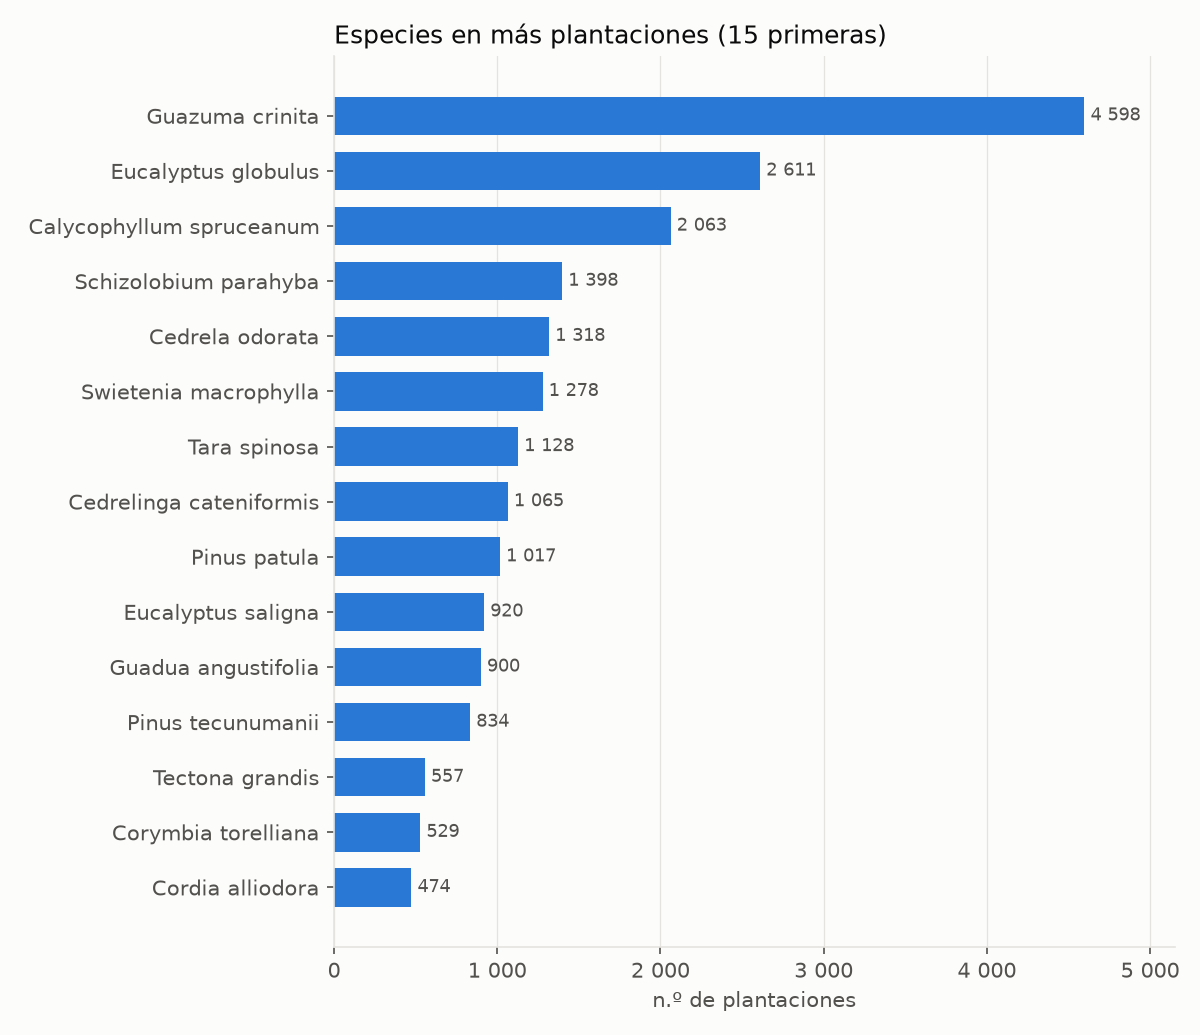 Especies en más plantaciones (15 primeras)
Guazuma crinita 4 598
Eucalyptus globulus 2 611
Calycophyllum spruceanum 2 063
Schizolobium parahyba 1 398
Cedrela odorata 1 318
Swietenia macrophylla 1 278
Tara spinosa 1 128
Cedrelinga cateniformis 1 065
Pinus patula 1 017
Eucalyptus saligna 920
Guadua angustifolia 900
Pinus tecunumanii 834
Tectona grandis 557
Corymbia torelliana 529
Cordia alliodora 474
0 1 000 2 000 3 000 4 000 5 000
n.º de plantaciones